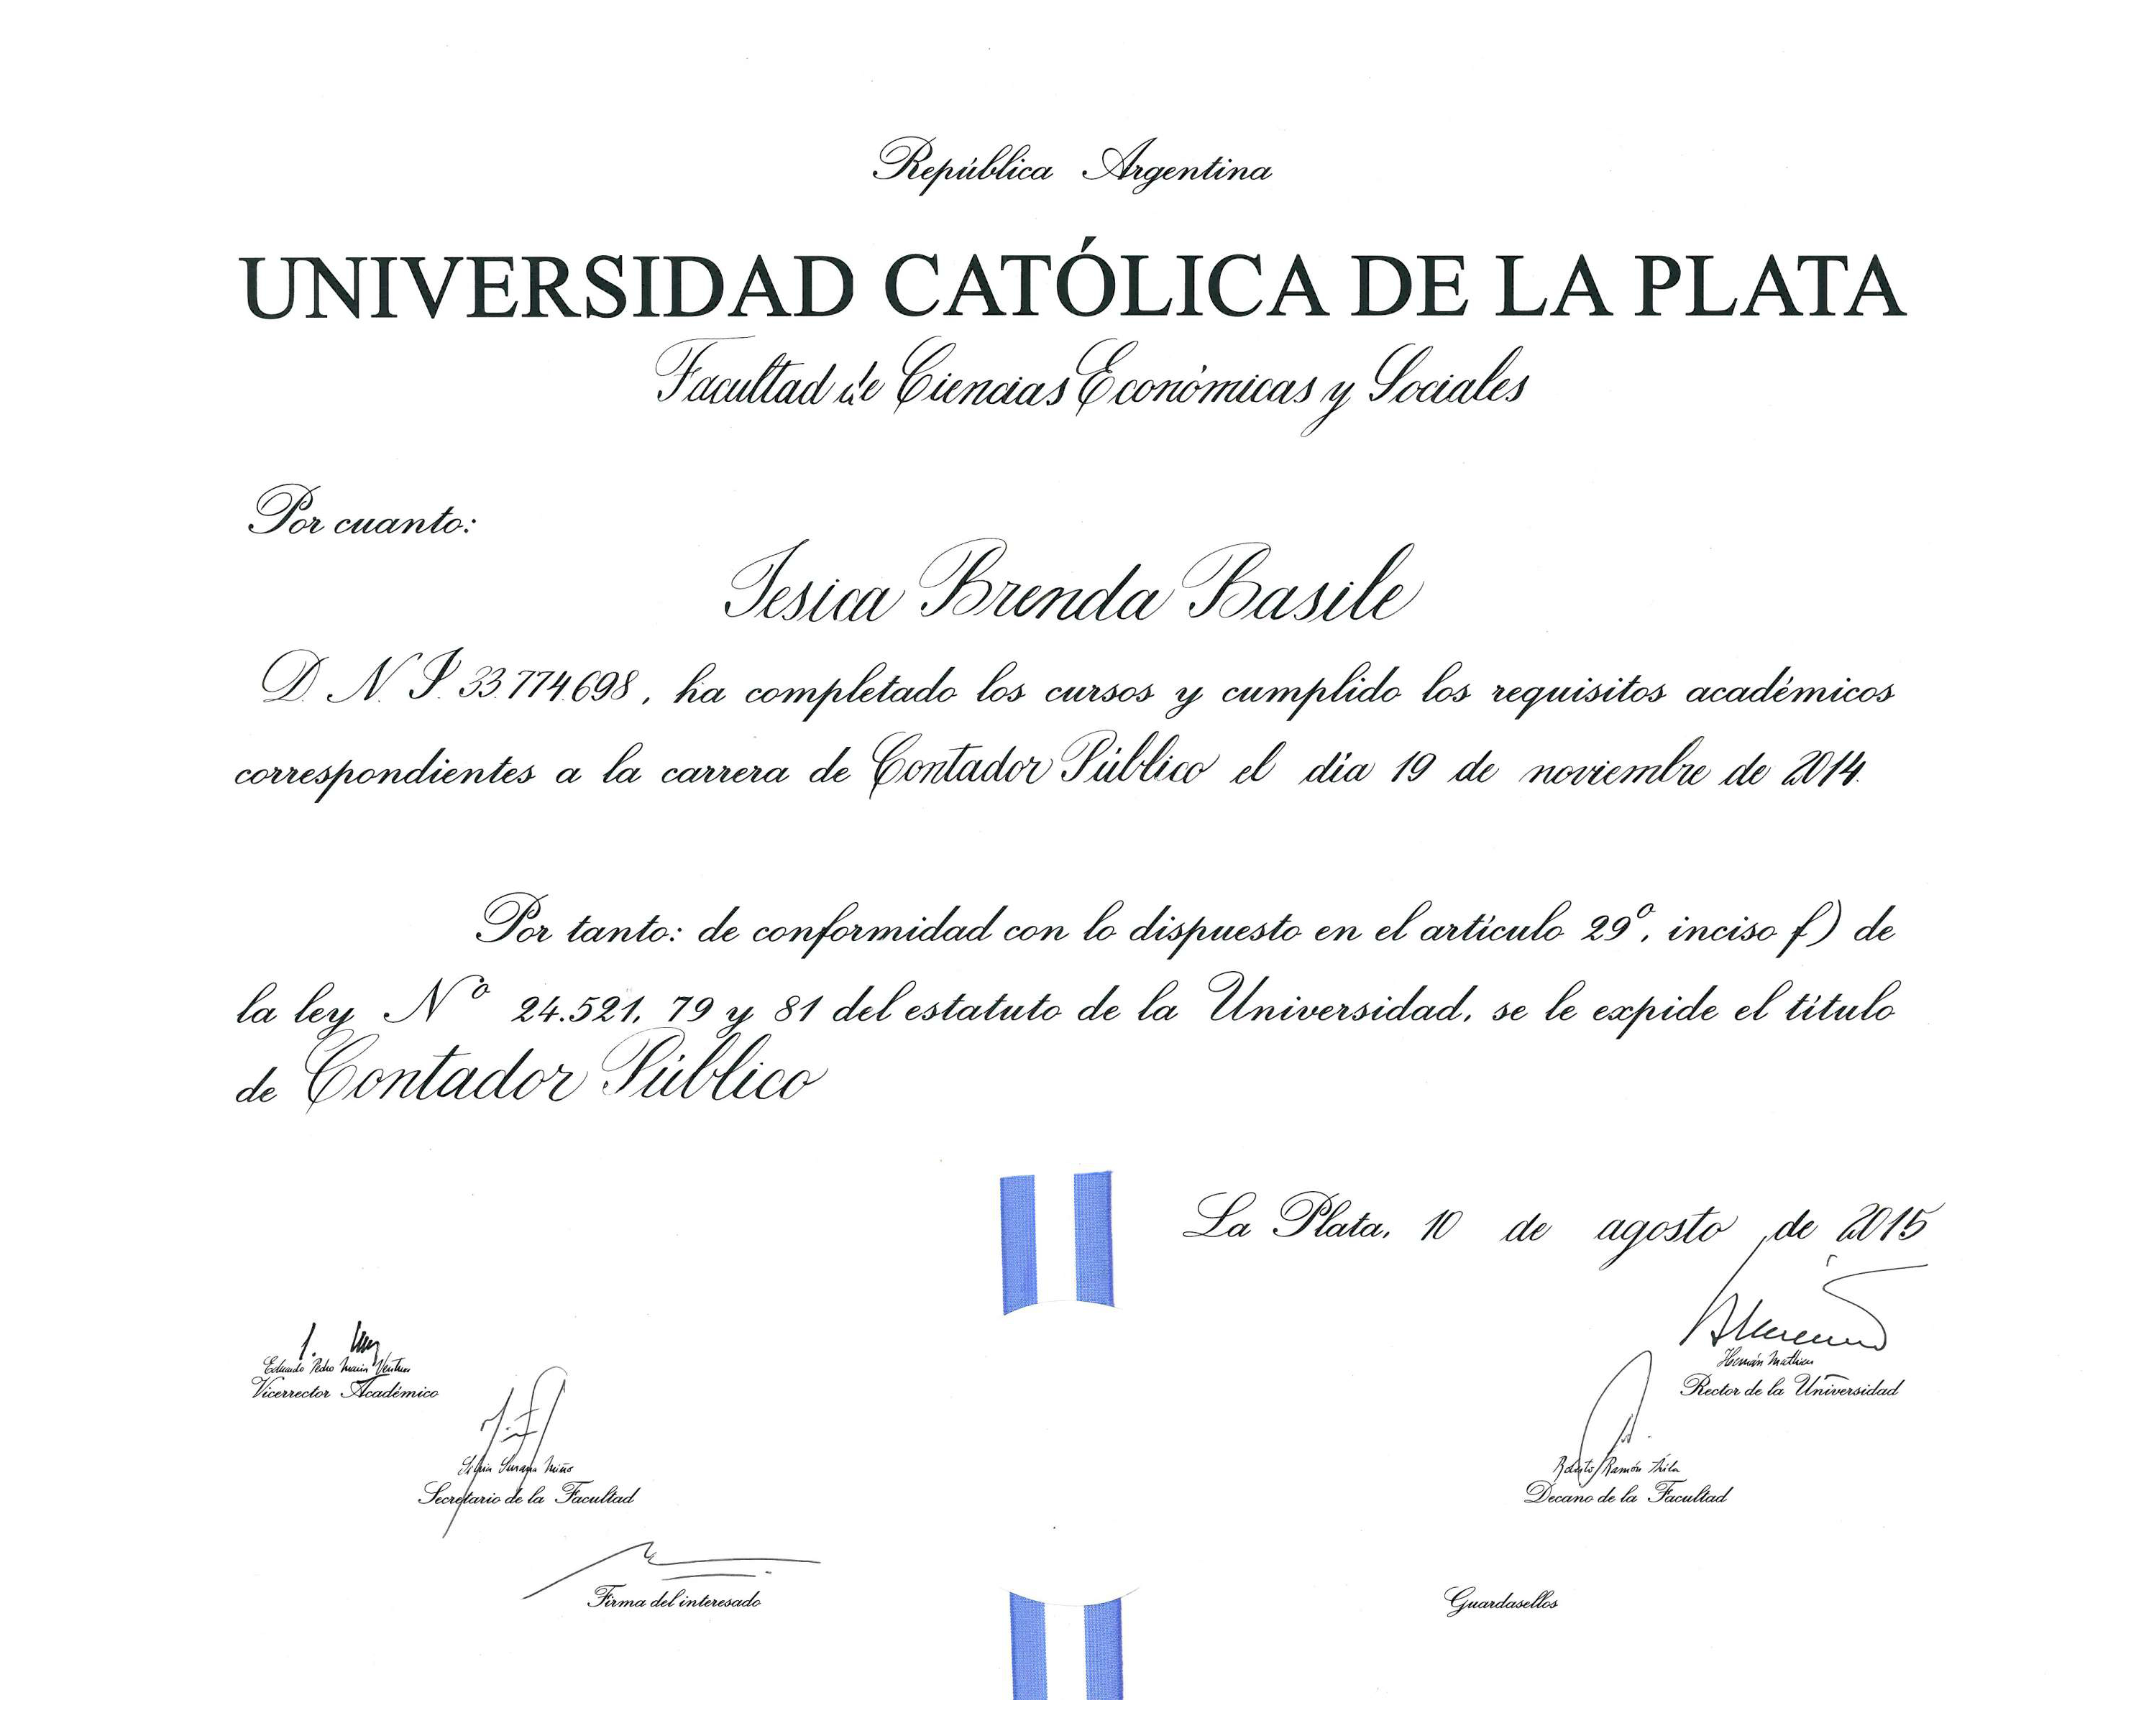 República Argentina
UNIVERSIDAD CATÓLICA DE LA PLATA
Facultad de Ciencias Económicas y Sociales
Por cuanto:
Jesica Brenda Basile
D. N. I. 33.774.698, ha completado los cursos y cumplido los requisitos académicos
correspondientes a la carrera de Contador Público el día 19 de noviembre de 2014.
Por tanto: de conformidad con lo dispuesto en el artículo 29º, inciso f) de
la ley Nº 24.521, 79 y 81 del estatuto de la Universidad, se le expide el título
de Contador Público
La Plata, 10 de agosto de 2015
Eduardo Pedro María
Vicerrector Académico
Hernán Mathieu
Rector de la Universidad
Silvia Susana Miño
Secretario de la Facultad
Roberto Ramón
Decano de la Facultad
Firma del interesado
Guardasellos